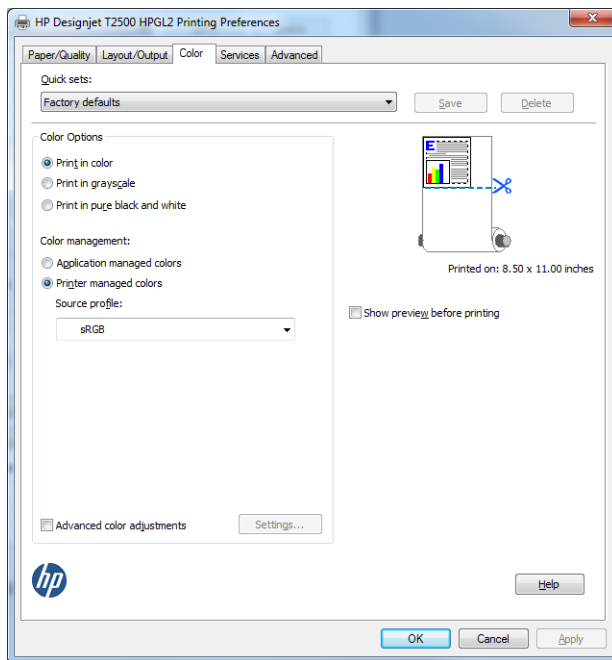 HP Designjet T2500 HPGL2 Printing Preferences
Paper/Quality Layout/Output Color Services Advanced
Quick sets:
Factory defaults
Save Delete
Color Options
Print in color
Print in grayscale
Print in pure black and white
Color management:
Application managed colors
Printer managed colors
Source profile:
sRGB
Advanced color adjustments
Settings...
E
Printed on: 8.50 x 11.00 inches
Show preview before printing
hp
Help
OK Cancel Apply